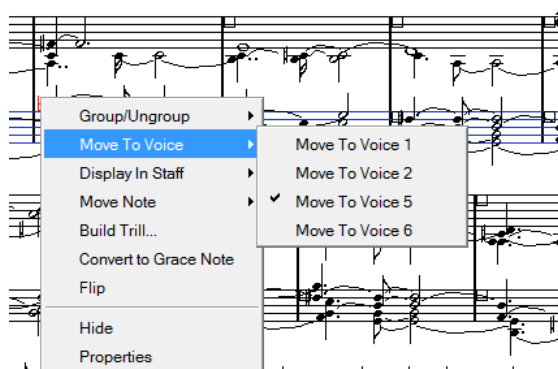 Group/Ungroup
Move To Voice
Display In Staff
Move Note
Build Trill...
Convert to Grace Note
Flip
Hide
Properties
Move To Voice 1
Move To Voice 2
Move To Voice 5
Move To Voice 6